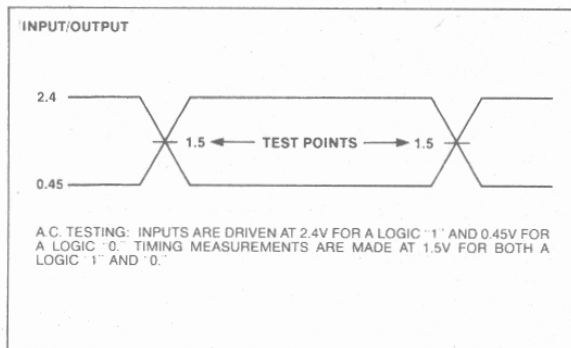 INPUT/OUTPUT
2.4
1.5 TEST POINTS 1.5
0.45
A.C. TESTING: INPUTS ARE DRIVEN AT 2.4V FOR A LOGIC "1" AND 0.45V FOR
A LOGIC "0." TIMING MEASUREMENTS ARE MADE AT 1.5V FOR BOTH A
LOGIC "1" AND "0."